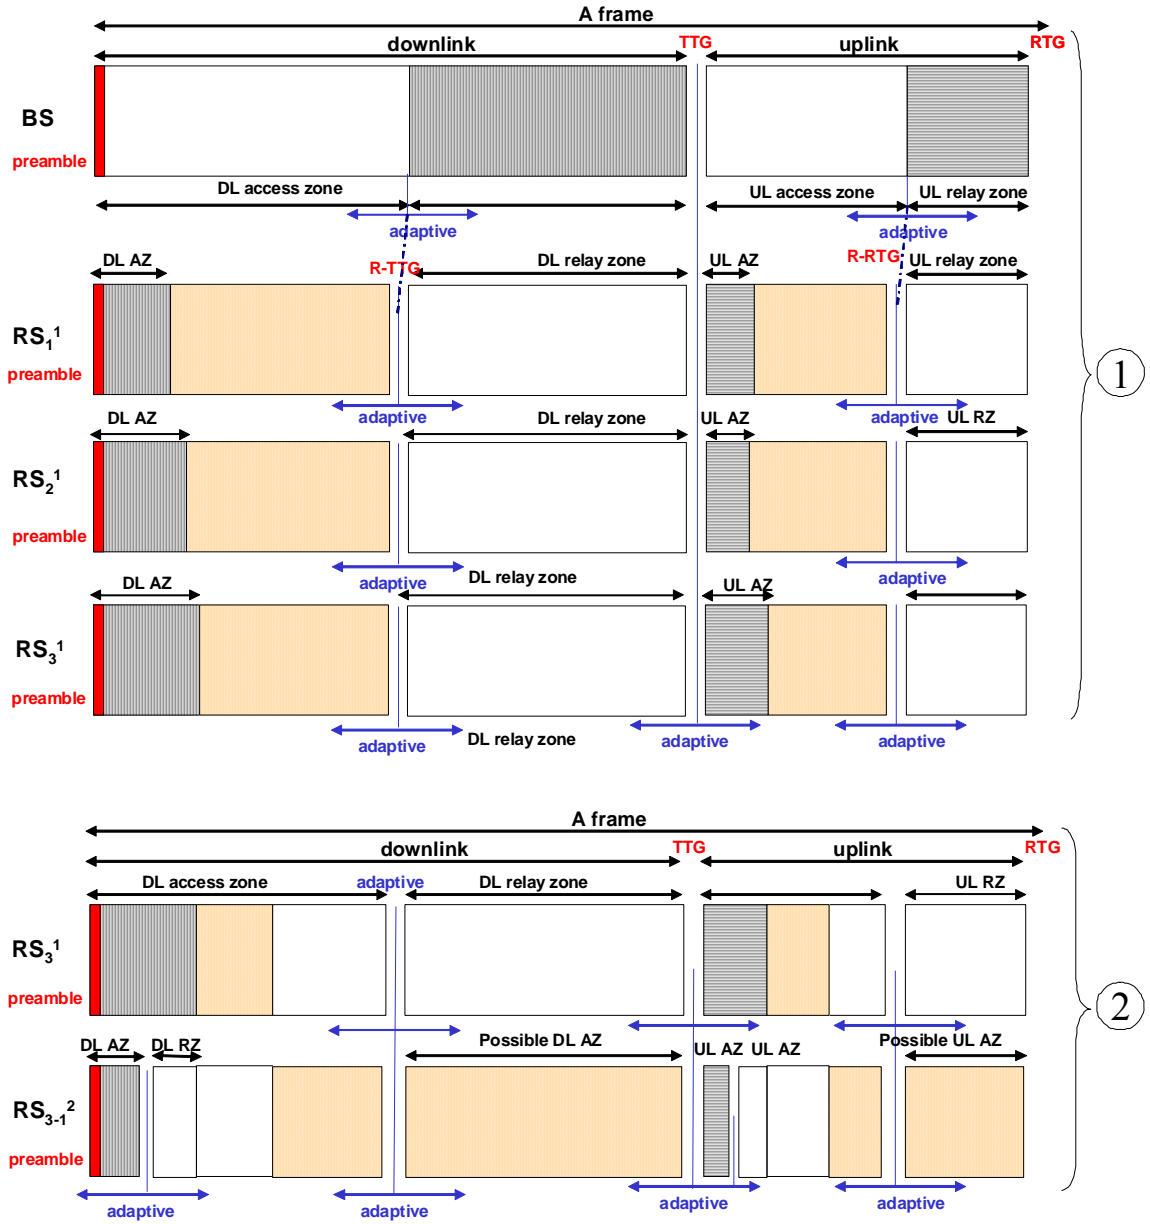 A frame
downlink TTG uplink RTG
BS
preamble
DL access zone UL access zone UL relay zone
adaptive adaptive
DL AZ R-TTG DL relay zone UL AZ R-RTG UL relay zone
RS₁¹
preamble
adaptive adaptive
DL AZ DL relay zone UL AZ UL RZ
RS₂¹
preamble
adaptive DL relay zone adaptive
DL AZ UL AZ
RS₃¹
preamble
adaptive DL relay zone adaptive adaptive
1
A frame
downlink TTG uplink RTG
DL access zone adaptive DL relay zone UL RZ
RS₃¹
preamble
DL AZ DL RZ Possible DL AZ UL AZ UL AZ Possible UL AZ
RS₃₋₁²
preamble
adaptive adaptive adaptive adaptive
2